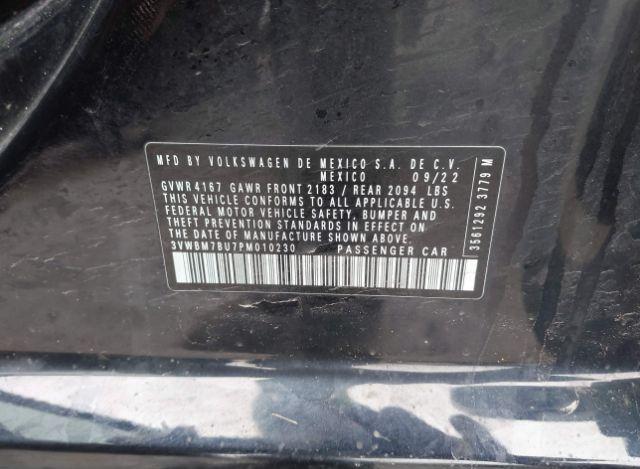 MFD BY VOLKSWAGEN DE MEXICO S.A. DE C.V.
MEXICO 09/22
GVWR 4167 GAWR FRONT 2183 / REAR 2094 LBS
THIS VEHICLE CONFORMS TO ALL APPLICABLE U.S.
FEDERAL MOTOR VEHICLE SAFETY, BUMPER AND
THEFT PREVENTION STANDARDS IN EFFECT ON
THE DATE OF MANUFACTURE SHOWN ABOVE.
3VWBM7BU7PM010230 PASSENGER CAR
3561292 3779 M